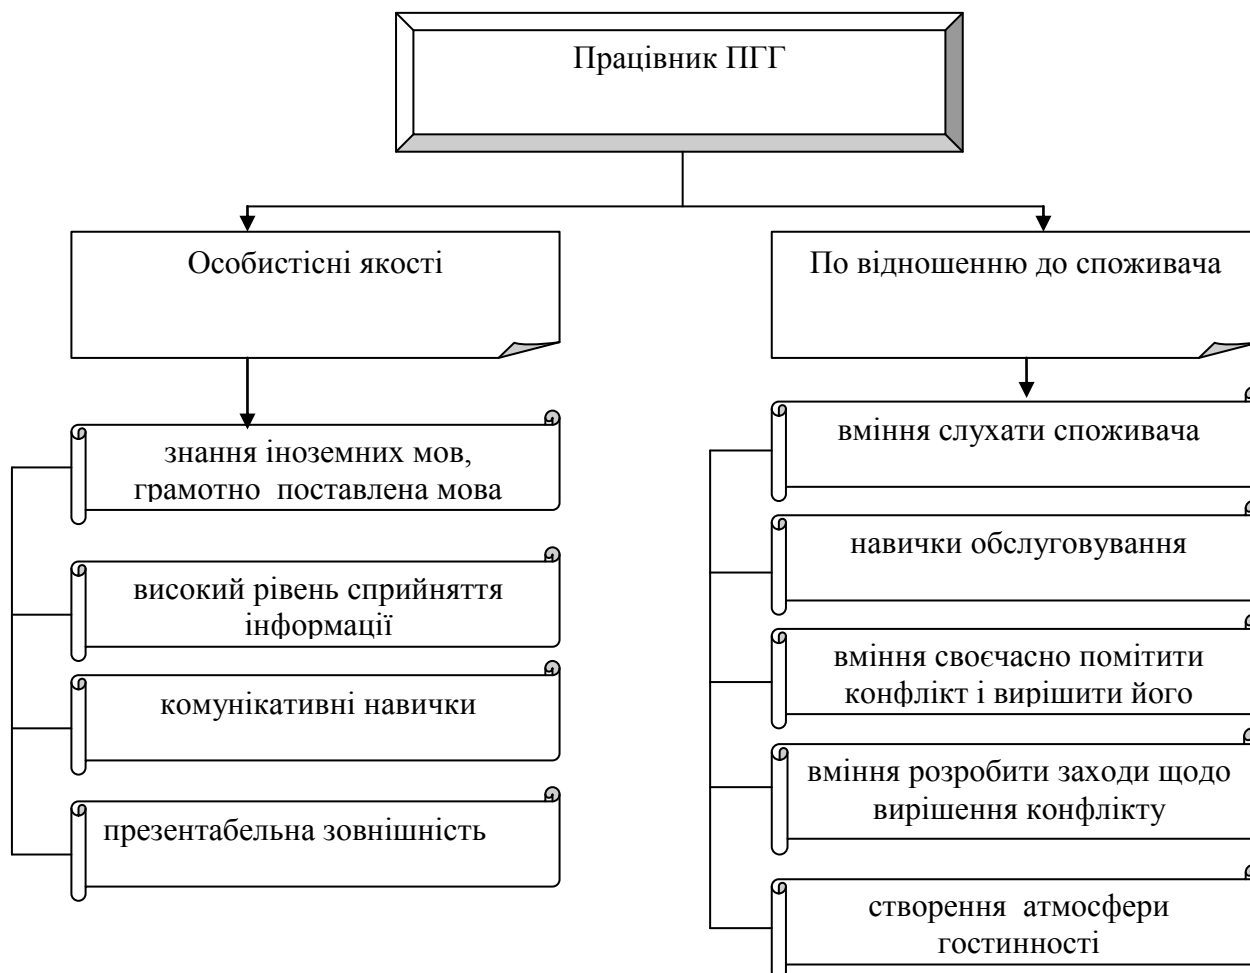 Працівник ПГГ
Особистісні якості
знання іноземних мов,
грамотно поставлена мова
високий рівень сприйняття
інформації
комунікативні навички
презентабельна зовнішність
По відношенню до споживача
вміння слухати споживача
навички обслуговування
вміння своєчасно помітити
конфлікт і вирішити його
вміння розробити заходи щодо
вирішення конфлікту
створення атмосфери
гостинності